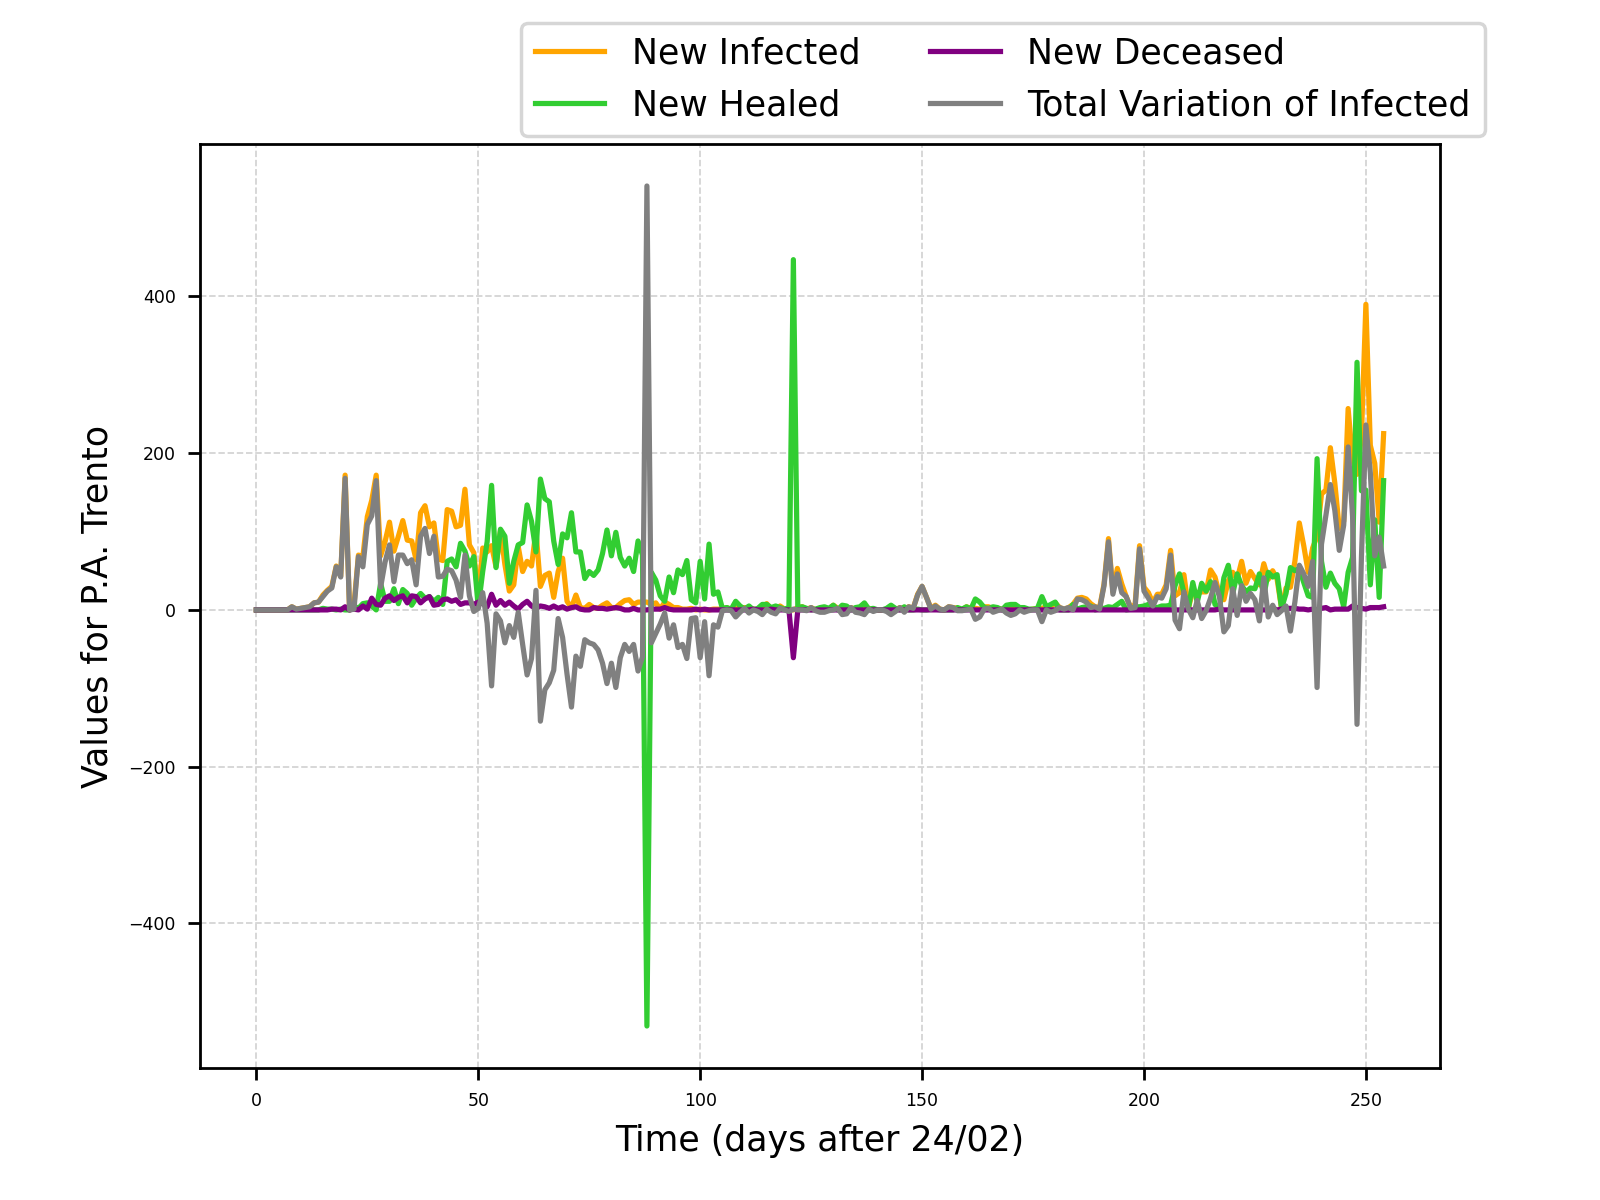 New Infected
New Healed
New Deceased
Total Variation of Infected
Values for P.A. Trento
400
200
0
−200
−400
0 50 100 150 200 250
Time (days after 24/02)